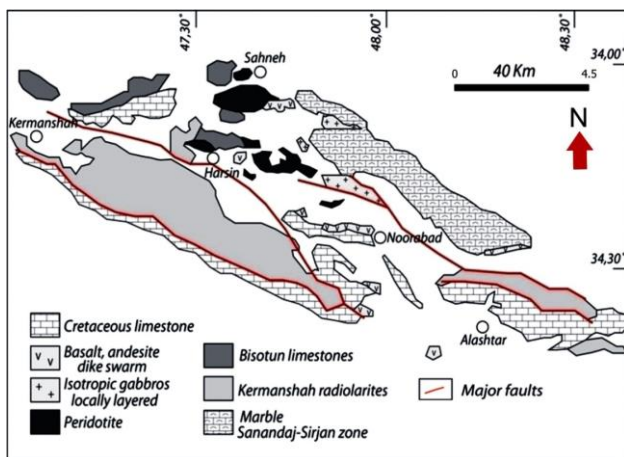 47,30°
48,00°
48,30°
34,00°
34,30°
Sahneh
40 Km
0
4.5
N
Kermanshah
Harsin
Noorabad
Alashtar
Cretaceous limestone
Basalt, andesite
dike swarm
Isotropic gabbros
locally layered
Peridotite
Bisotun limestones
Kermanshah radiolarites
Marble
Sanandaj-Sirjan zone
Major faults